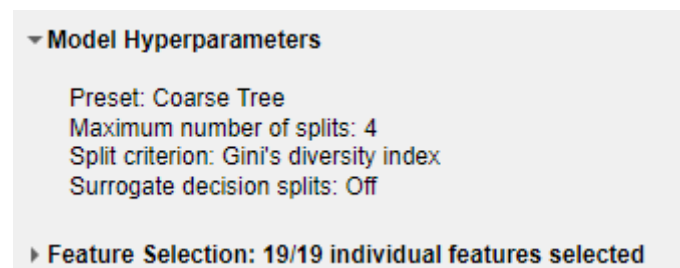 Model Hyperparameters
Preset: Coarse Tree
Maximum number of splits: 4
Split criterion: Gini's diversity index
Surrogate decision splits: Off
Feature Selection: 19/19 individual features selected